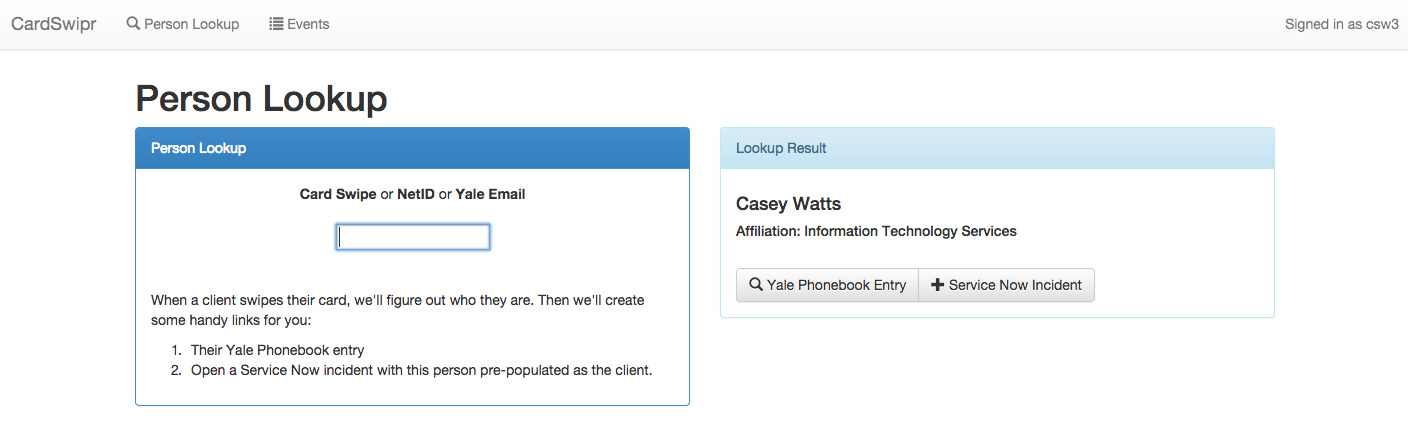 CardSwipr Person Lookup Events Signed in as csw3
Person Lookup
Person Lookup
Card Swipe or NetID or Yale Email
When a client swipes their card, we'll figure out who they are. Then we'll create
some handy links for you:
1. Their Yale Phonebook entry
2. Open a Service Now incident with this person pre-populated as the client.
Lookup Result
Casey Watts
Affiliation: Information Technology Services
Yale Phonebook Entry Service Now Incident